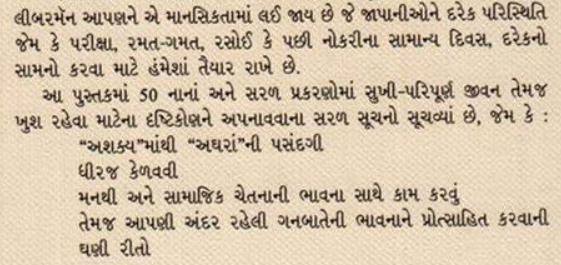 લીબરમૅન આપણને એ માનસિકતામાં લઈ જાય છે જે જાપાનીઓને દરેક પરિસ્થિતિ
જેમ કે પરીક્ષા, રમત-ગમત, રસોઈ કે પછી નોકરીના સામાન્ય દિવસ, દરેકનો
સામનો કરવા માટે હંમેશાં તૈયાર રાખે છે.
આ પુસ્તકમાં 50 નાનાં અને સરળ પ્રકરણોમાં સુખી-પરિપૂર્ણ જીવન તેમજ
ખુશ રહેવા માટેના દૃષ્ટિકોણને અપનાવવાના સરળ સૂચનો સૂચવ્યાં છે, જેમ કે :
“અશક્ય”માંથી “અઘરાં”ની પસંદગી
ધીરજ કેળવવી
મનથી અને સામાજિક ચેતનાની ભાવના સાથે કામ કરવું
તેમજ આપણી અંદર રહેલી ગનબાતેની ભાવનાને પ્રોત્સાહિત કરવાની
ઘણી રીતો